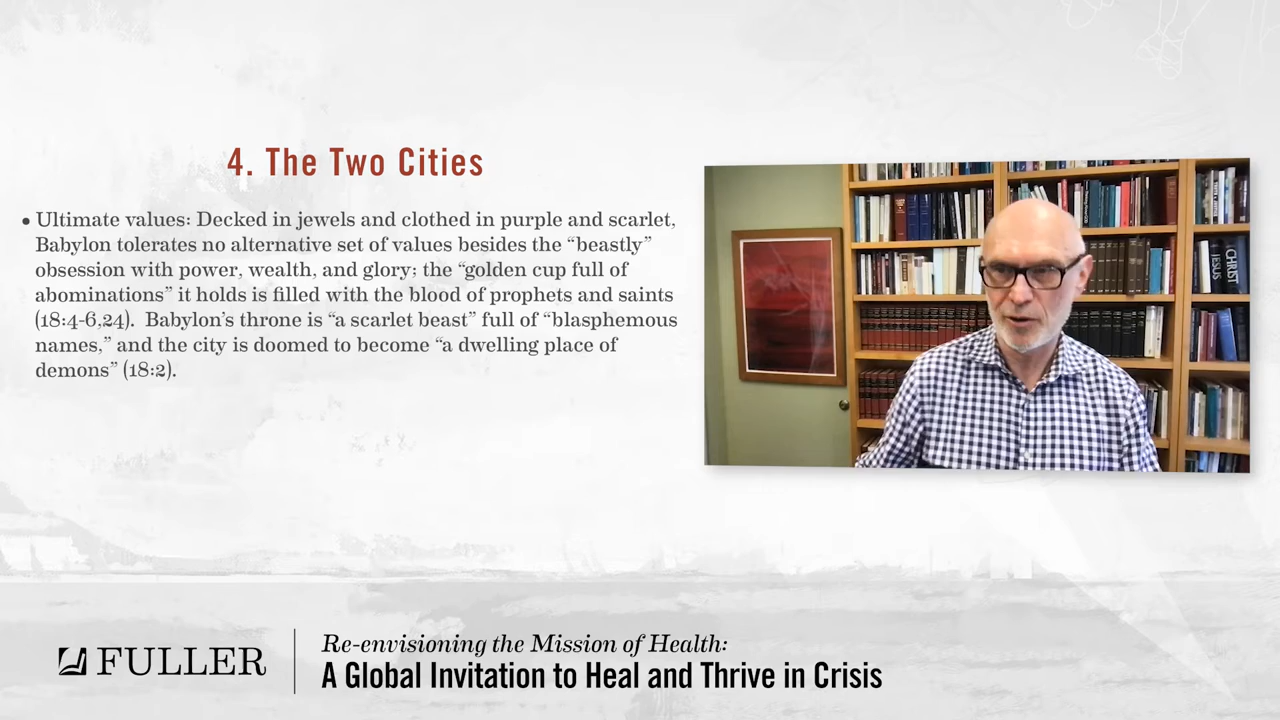 4. The Two Cities
• Ultimate values: Decked in jewels and clothed in purple and scarlet,
Babylon tolerates no alternative set of values besides the “beastly”
obsession with power, wealth, and glory; the “golden cup full of
abominations” it holds is filled with the blood of prophets and saints
(18:4-6,24).  Babylon’s throne is “a scarlet beast” full of “blasphemous
names,” and the city is doomed to become “a dwelling place of
demons” (18:2).
CHRIST
JESUS
FULLER
Re-envisioning the Mission of Health:
A Global Invitation to Heal and Thrive in Crisis